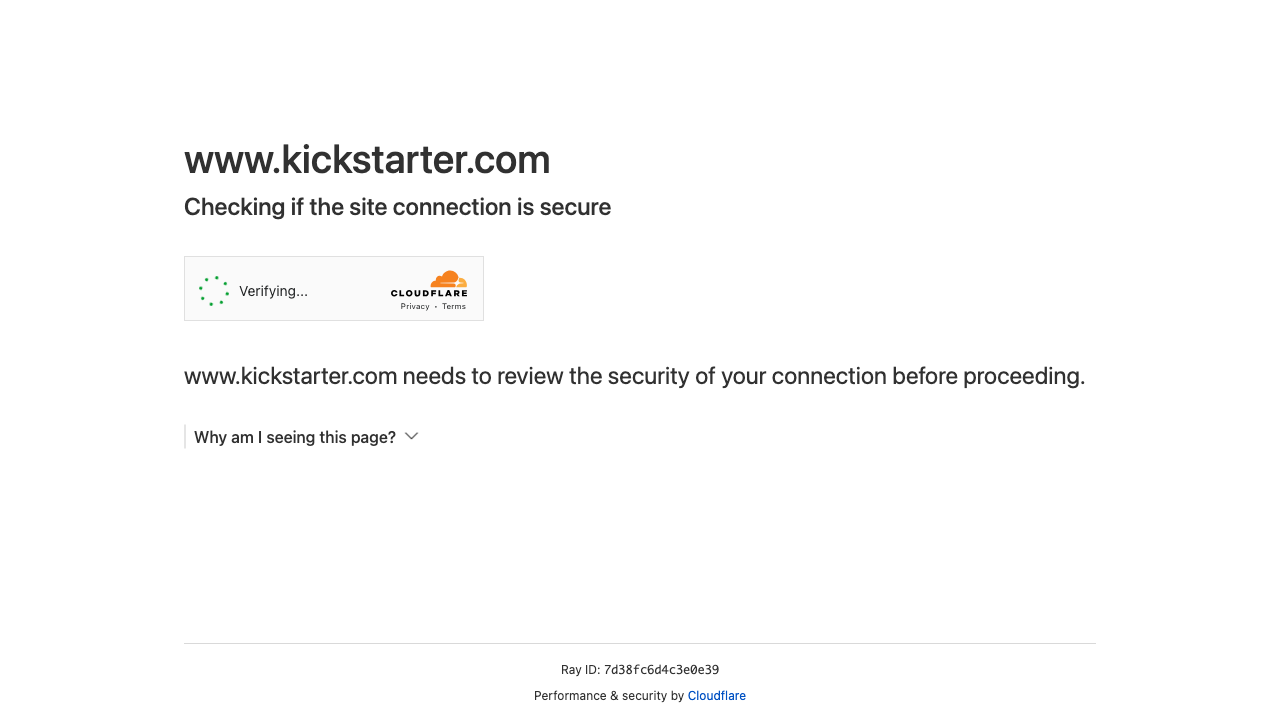 www.kickstarter.com
Checking if the site connection is secure
Verifying...
CLOUDFLARE
Privacy • Terms
www.kickstarter.com needs to review the security of your connection before proceeding.
Why am I seeing this page?
Ray ID: 7d38fc6d4c3e0e39
Performance & security by Cloudflare